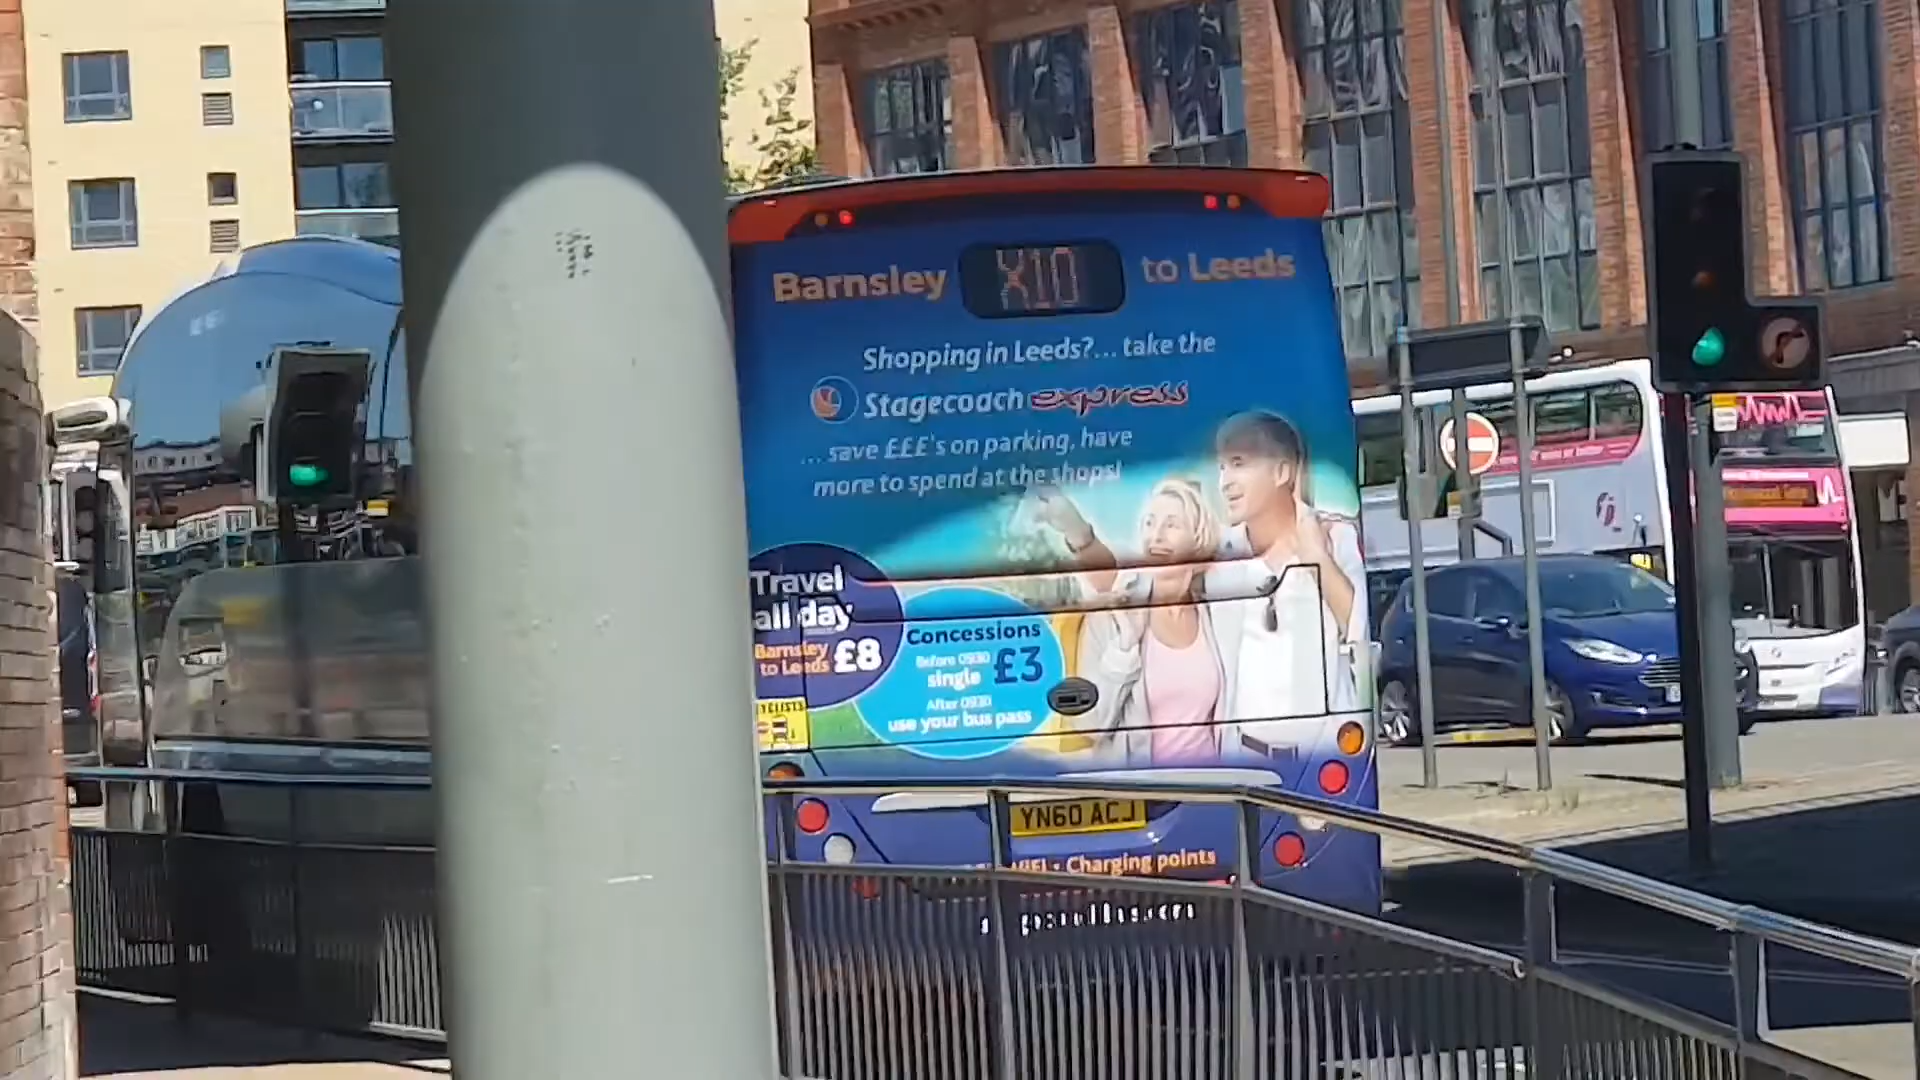 Barnsley X10 to Leeds
Shopping in Leeds?... take the
Stagecoach express
... save £££'s on parking, have
more to spend at the shops!
Travel
all day
Barnsley
to Leeds £8
Concessions
Before 0930
single £3
After 0930
use your bus pass
YN60 ACJ
Charging points